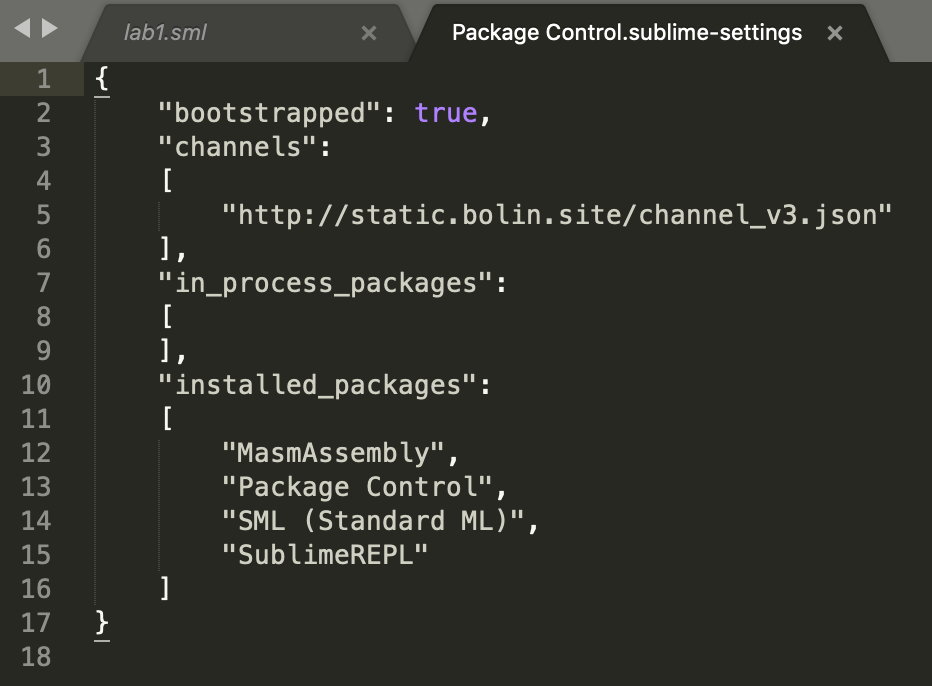 lab1.sml × Package Control.sublime-settings ×
1 {
2 "bootstrapped": true,
3 "channels":
4 [
5 "http://static.bolin.site/channel_v3.json"
6 ],
7 "in_process_packages":
8 [
9 ],
10 "installed_packages":
11 [
12 "MasmAssembly",
13 "Package Control",
14 "SML (Standard ML)",
15 "SublimeREPL"
16 ]
17 }
18